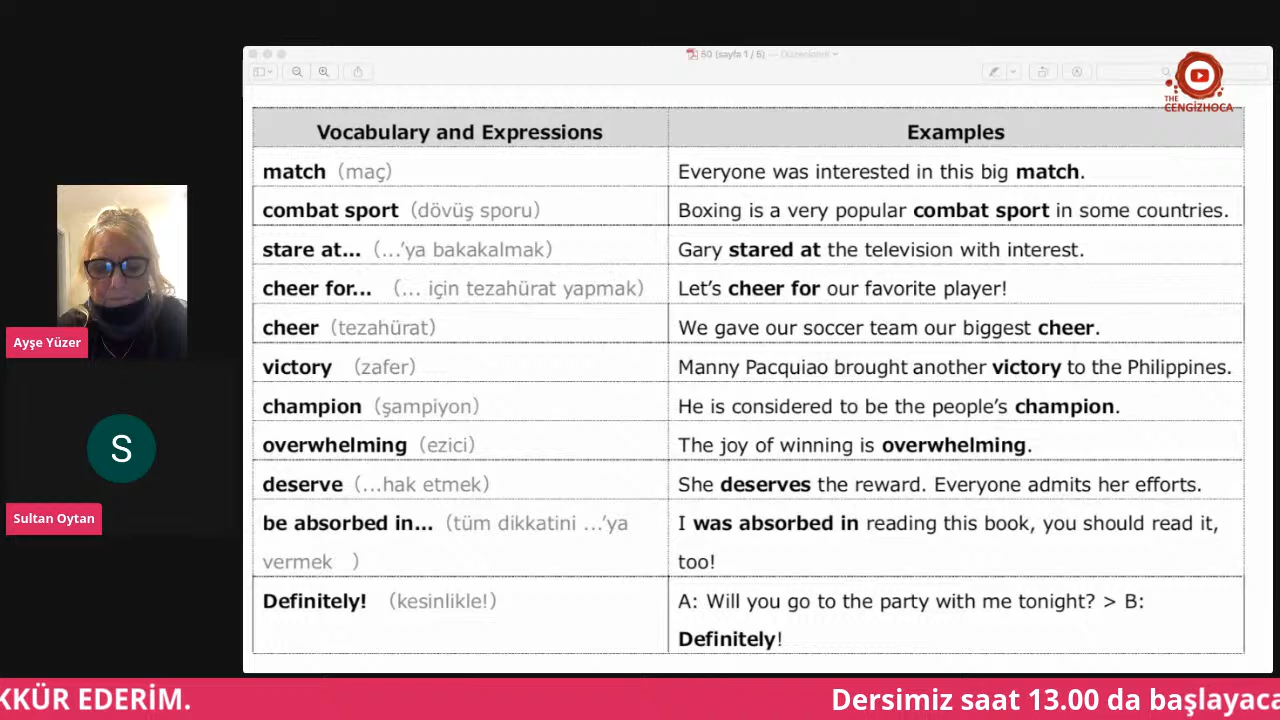 50 (sayfa 1 / 5) — Düzenlendi
THE
CENGİZHOCA
Vocabulary and Expressions Examples
match (maç) Everyone was interested in this big match.
combat sport (dövüş sporu) Boxing is a very popular combat sport in some countries.
stare at... (...’ya bakakalmak) Gary stared at the television with interest.
cheer for... (... için tezahürat yapmak) Let’s cheer for our favorite player!
cheer (tezahürat) We gave our soccer team our biggest cheer.
victory (zafer) Manny Pacquiao brought another victory to the Philippines.
champion (şampiyon) He is considered to be the people’s champion.
overwhelming (ezici) The joy of winning is overwhelming.
deserve (...hak etmek) She deserves the reward. Everyone admits her efforts.
be absorbed in... (tüm dikkatini ...’ya I was absorbed in reading this book, you should read it,
vermek ) too!
Definitely! (kesinlikle!) A: Will you go to the party with me tonight? > B:
Definitely!
Ayşe Yüzer
S
Sultan Oytan
KKÜR EDERİM. Dersimiz saat 13.00 da başlayaca